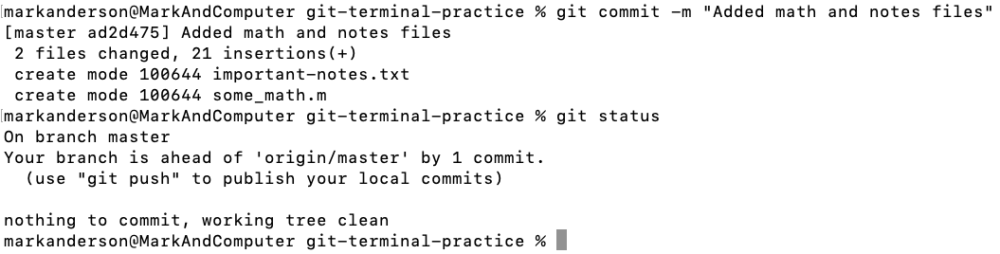 markanderson@MarkAndComputer git-terminal-practice % git commit -m "Added math and notes files"
[master ad2d475] Added math and notes files
 2 files changed, 21 insertions(+)
 create mode 100644 important-notes.txt
 create mode 100644 some_math.m
markanderson@MarkAndComputer git-terminal-practice % git status
On branch master
Your branch is ahead of 'origin/master' by 1 commit.
  (use "git push" to publish your local commits)

nothing to commit, working tree clean
markanderson@MarkAndComputer git-terminal-practice %